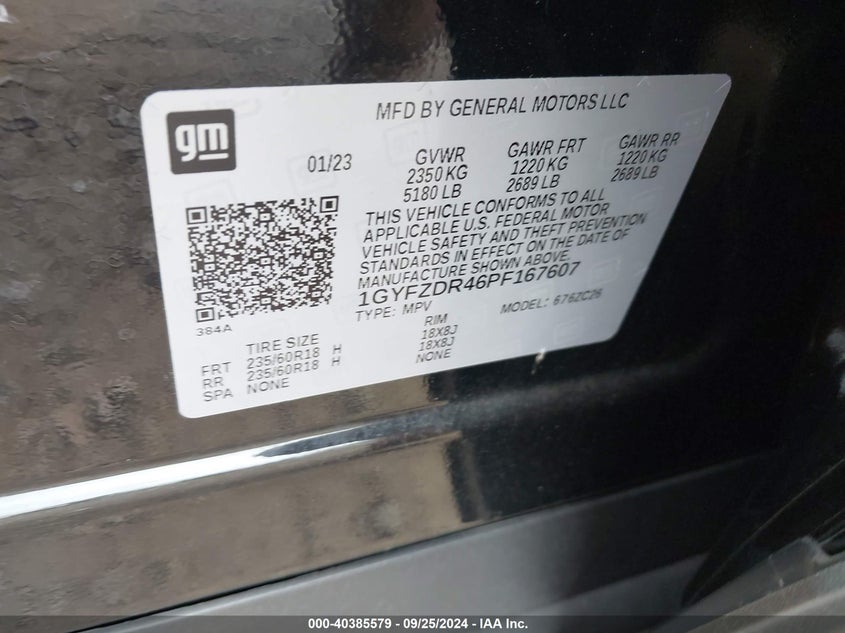 gm
MFD BY GENERAL MOTORS LLC
01/23
GVWR
2350 KG
5180 LB
GAWR FRT
1220 KG
2689 LB
GAWR RR
1220 KG
2689 LB
THIS VEHICLE CONFORMS TO ALL
APPLICABLE U.S. FEDERAL MOTOR
VEHICLE SAFETY AND THEFT PREVENTION
STANDARDS IN EFFECT ON THE DATE OF
MANUFACTURE SHOWN ABOVE.
1GYFZDR46PF167607
TYPE: MPV
MODEL: 6ZC26
384A
TIRE SIZE
RIM
FRT 235/60R18 H 18X8J
RR 235/60R18 H 18X8J
SPA NONE NONE
000-40385579 - 09/25/2024 - IAA Inc.